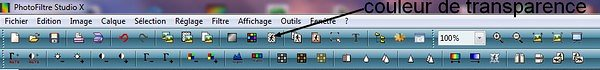 PhotoFiltre Studio X
couleur de transparence
Fichier Edition Image Calque Sélection Réglage Filtre Affichage Outils Fenêtre ?
100%